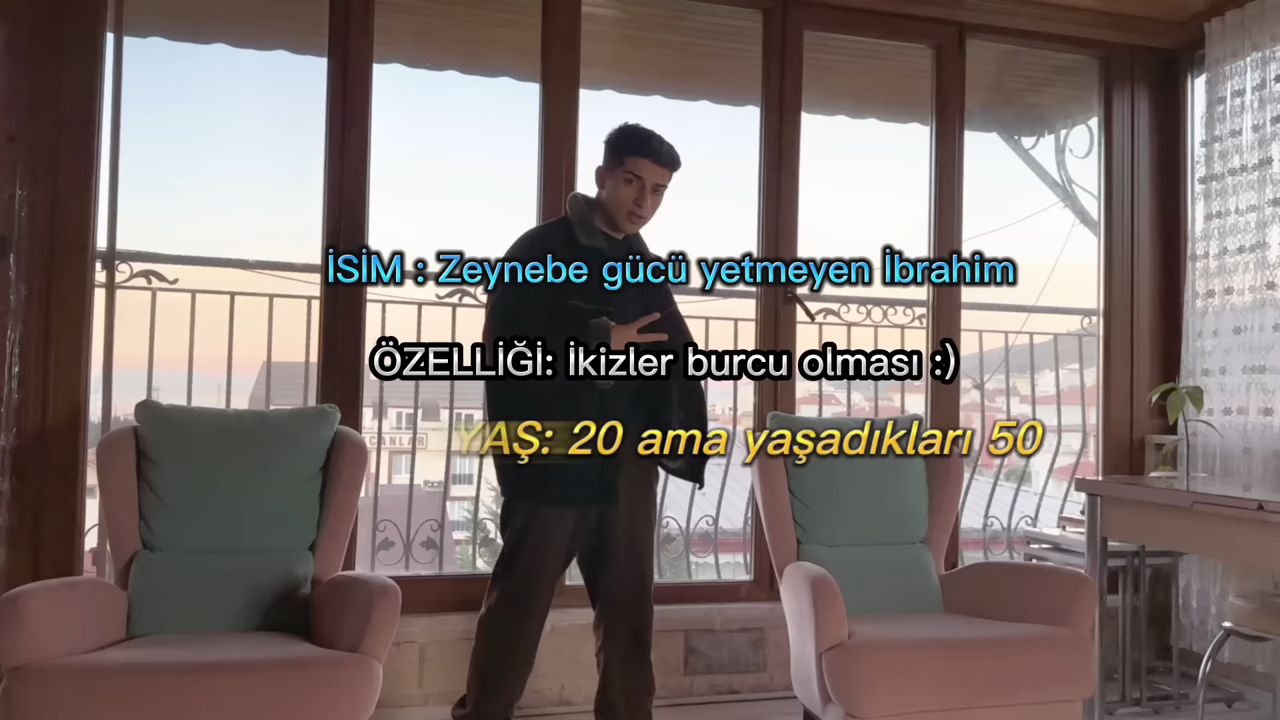 İSİM : Zeynebe gücü yetmeyen İbrahim
ÖZELLİĞİ: İkizler burcu olması :)
YAŞ: 20 ama yaşadıkları 50